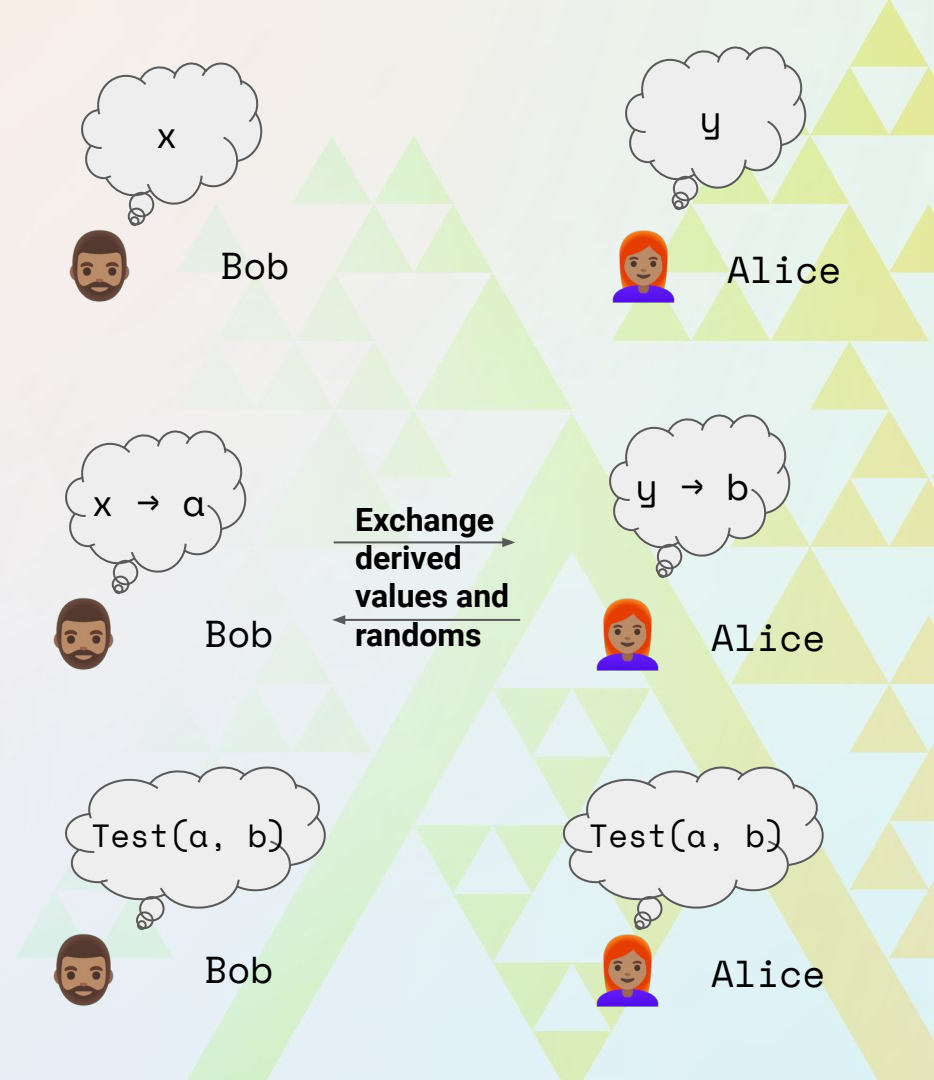 x
y
Bob
Alice
x → a
y → b
Exchange
derived
values and
randoms
Bob
Alice
Test(a, b)
Test(a, b)
Bob
Alice